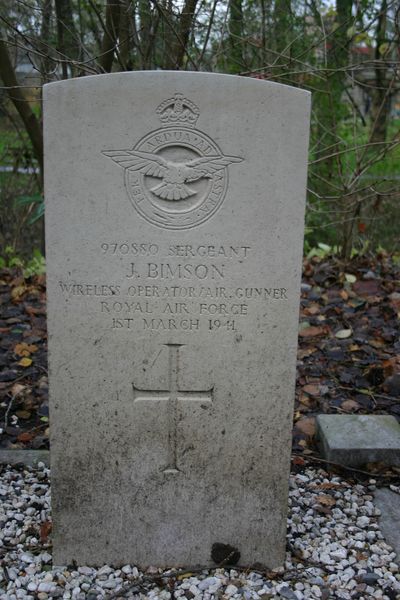 PER ARDUA AD ASTRA
970880 SERGEANT
J. BIMSON
WIRELESS OPERATOR/AIR GUNNER
ROYAL AIR FORCE
1ST MARCH 1941